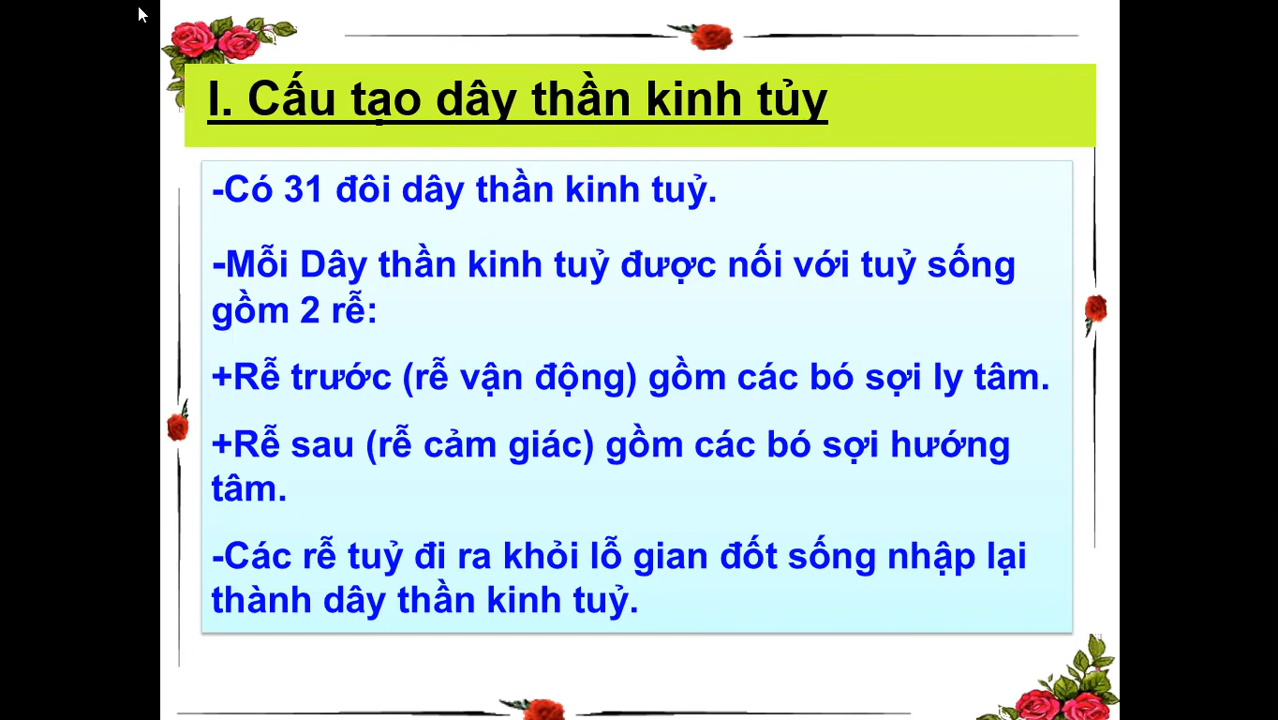 I. Cấu tạo dây thần kinh tủy
-Có 31 đôi dây thần kinh tuỷ.
-Mỗi Dây thần kinh tuỷ được nối với tuỷ sống
gồm 2 rễ:
+Rễ trước (rễ vận động) gồm các bó sợi ly tâm.
+Rễ sau (rễ cảm giác) gồm các bó sợi hướng
tâm.
-Các rễ tuỷ đi ra khỏi lỗ gian đốt sống nhập lại
thành dây thần kinh tuỷ.